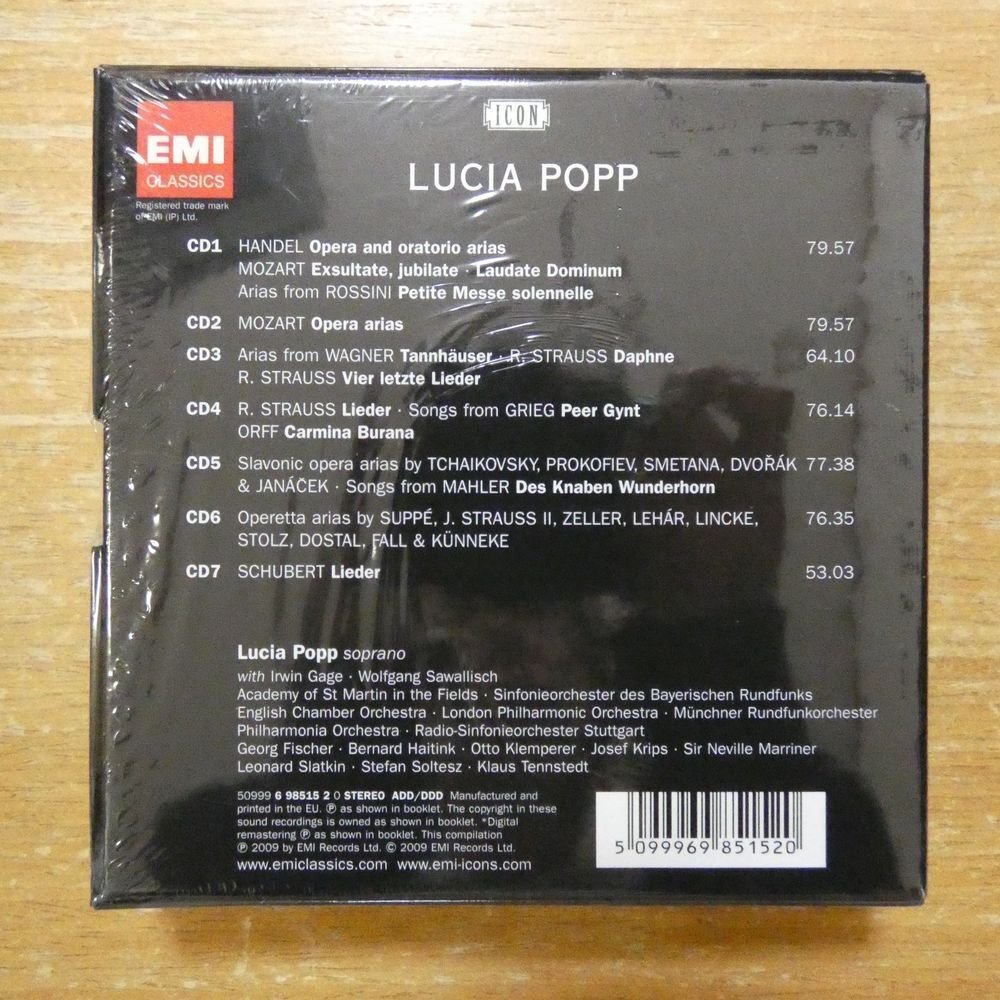 ICON
EMI
CLASSICS
Registered trade mark
of EMI (IP) Ltd.
LUCIA POPP
CD1 HANDEL Opera and oratorio arias 79.57
MOZART Exsultate, jubilate · Laudate Dominum
Arias from ROSSINI Petite Messe solennelle
CD2 MOZART Opera arias 79.57
CD3 Arias from WAGNER Tannhäuser · R. STRAUSS Daphne 64.10
R. STRAUSS Vier letzte Lieder
CD4 R. STRAUSS Lieder · Songs from GRIEG Peer Gynt 76.14
ORFF Carmina Burana
CD5 Slavonic opera arias by TCHAIKOVSKY, PROKOFIEV, SMETANA, DVOŘÁK 77.38
& JANÁČEK · Songs from MAHLER Des Knaben Wunderhorn
CD6 Operetta arias by SUPPÉ, J. STRAUSS II, ZELLER, LEHÁR, LINCKE, 76.35
STOLZ, DOSTAL, FALL & KÜNNEKE
CD7 SCHUBERT Lieder 53.03
Lucia Popp soprano
with Irwin Gage · Wolfgang Sawallisch
Academy of St Martin in the Fields · Sinfonieorchester des Bayerischen Rundfunks
English Chamber Orchestra · London Philharmonic Orchestra · Münchner Rundfunkorchester
Philharmonia Orchestra · Radio-Sinfonieorchester Stuttgart
Georg Fischer · Bernard Haitink · Otto Klemperer · Josef Krips · Sir Neville Marriner
Leonard Slatkin · Stefan Soltesz · Klaus Tennstedt
50999 6 98515 2 0 STEREO ADD/DDD Manufactured and
printed in the EU. ℗ as shown in booklet. The copyright in these
sound recordings is owned as shown in booklet. *Digital
remastering ℗ as shown in booklet. This compilation
℗ 2009 by EMI Records Ltd. © 2009 EMI Records Ltd.
www.emiclassics.com www.emi-icons.com
5 099969 851520